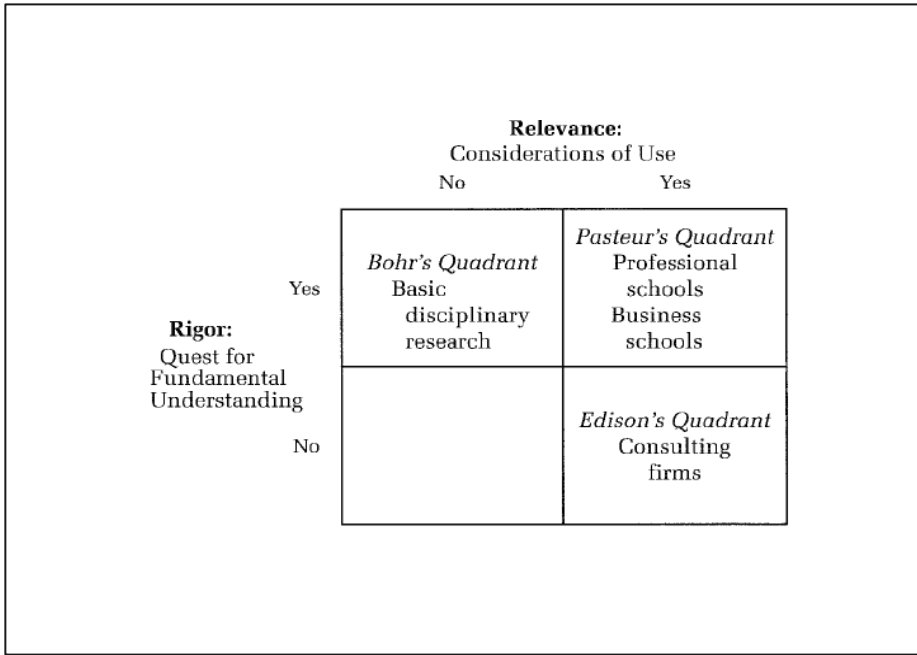 Relevance:
Considerations of Use
No Yes
Bohr's Quadrant
Basic
disciplinary
research
Pasteur's Quadrant
Professional
schools
Business
schools
Yes
Rigor:
Quest for
Fundamental
Understanding
No
Edison's Quadrant
Consulting
firms